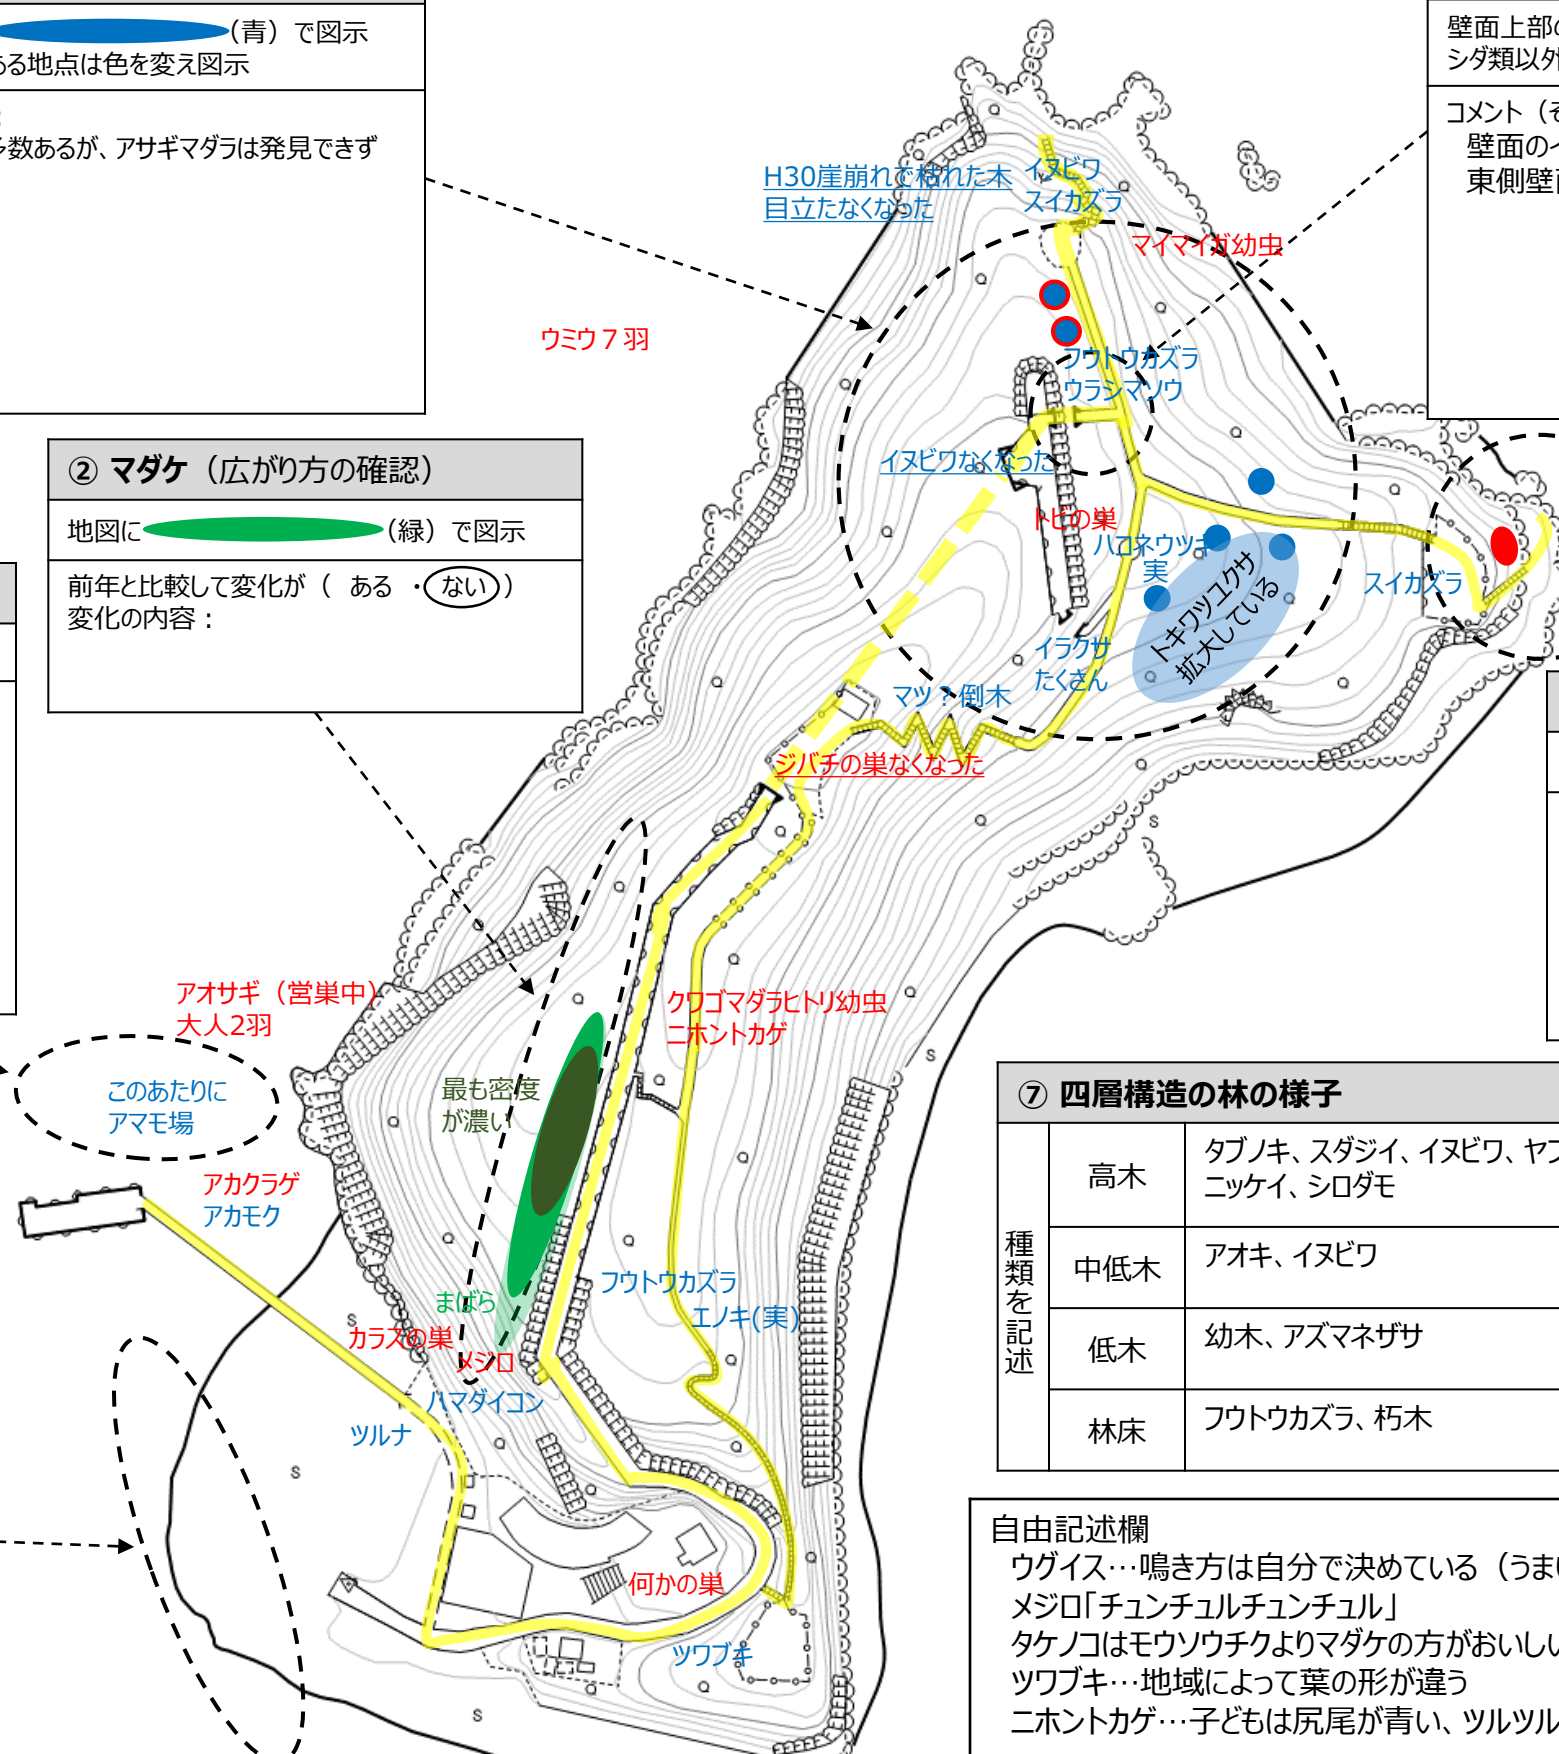 (青)で図示
ある地点は色を変え図示
多数あるが、アサギマダラは発見できず
壁面上部の
シダ類以外
コメント(そ
壁面のイ
東側壁面
H30崖崩れで枯れた木
目立たなくなった
イヌビワ
スイカズラ
マイマイガ幼虫
ウミウ7羽
フウトウカズラ
ウラシマソウ
② マダケ(広がり方の確認)
地図に (緑)で図示
前年と比較して変化が( ある ・ ない )
変化の内容:
イヌビワなくなった
トビの巣
ハコネウツギ
実
トキワツユクサ
拡大している
スイカズラ
イラクサ
たくさん
マツ?倒木
ジバチの巣なくなった
アオサギ(営巣中)
大人2羽
クワゴマダラヒトリ幼虫
ニホントカゲ
このあたりに
アマモ場
最も密度
が濃い
アカクラゲ
アカモク
フウトウカズラ
エノキ(実)
まばら
カラスの巣
メジロ
ハマダイコン
ツルナ
何かの巣
ツワブキ
S
S
S
S
S
⑦ 四層構造の林の様子
種類を記述
高木
タブノキ、スダジイ、イヌビワ、ヤブ
ニッケイ、シロダモ
中低木
アオキ、イヌビワ
低木
幼木、アズマネザサ
林床
フウトウカズラ、朽木
自由記述欄
ウグイス…鳴き方は自分で決めている(うまい
メジロ「チュンチュルチュンチュル」
タケノコはモウソウチクよりマダケの方がおいしい
ツワブキ…地域によって葉の形が違う
ニホントカゲ…子どもは尻尾が青い、ツルツル